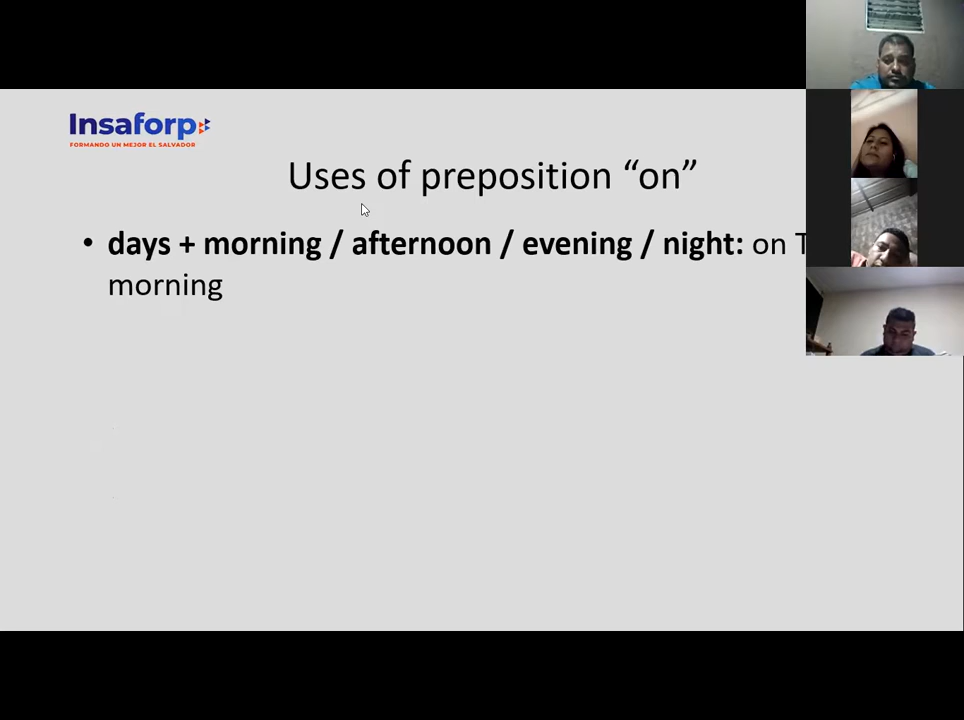 Insaforp
FORMANDO UN MEJOR EL SALVADOR
Uses of preposition “on”
• days + morning / afternoon / evening / night: on
morning